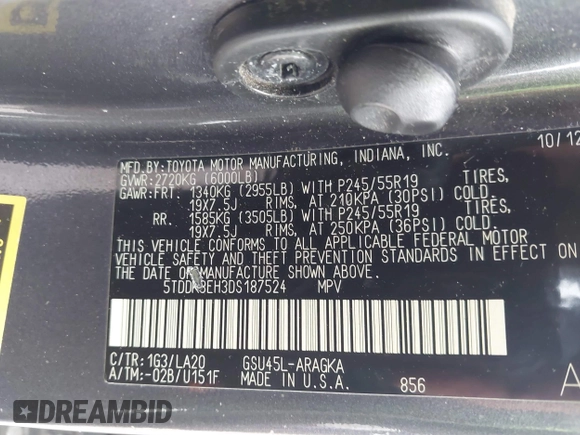 MFD.BY:TOYOTA MOTOR MANUFACTURING, INDIANA, INC. 10/12
GVWR:2720KG (6000LB)
GAWR:FRT. 1340KG (2955LB) WITH P245/55R19 TIRES,
19X7.5J RIMS, AT 210KPA (30PSI) COLD.
RR. 1585KG (3505LB) WITH P245/55R19 TIRES,
19X7.5J RIMS, AT 250KPA (36PSI) COLD.
THIS VEHICLE CONFORMS TO ALL APPLICABLE FEDERAL MOTOR
VEHICLE SAFETY AND THEFT PREVENTION STANDARDS IN EFFECT ON
THE DATE OF MANUFACTURE SHOWN ABOVE.
MPV
C/TR:1G3/LA20 GSU45L-ARAGKA
A/TM:-02B/U151F MADE IN U.S.A. 856 A
DREAMBID